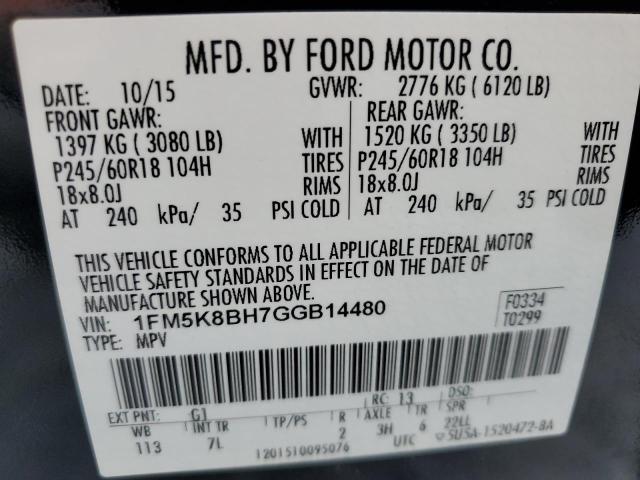 MFD. BY FORD MOTOR CO.
DATE: 10/15 GVWR: 2776 KG ( 6120 LB)
FRONT GAWR: REAR GAWR:
1397 KG ( 3080 LB) WITH 1520 KG ( 3350 LB) WITH
P245/60R18 104H TIRES P245/60R18 104H TIRES
18x8.0J RIMS 18x8.0J RIMS
AT 240 kPa/ 35 PSI COLD AT 240 kPa/ 35 PSI COLD
THIS VEHICLE CONFORMS TO ALL APPLICABLE FEDERAL MOTOR
VEHICLE SAFETY STANDARDS IN EFFECT ON THE DATE OF
MANUFACTURE SHOWN ABOVE.
VIN: 1FM5K8BH7GGB14480 F0334
TYPE: MPV T0299
EXT PNT: G1 RC: 13 DSO:
WB INT TR TP/PS R AXLE TR SPR
113 7L 2 3H 6 22LL
1201510095076 UTC SUSA-1520472-BA